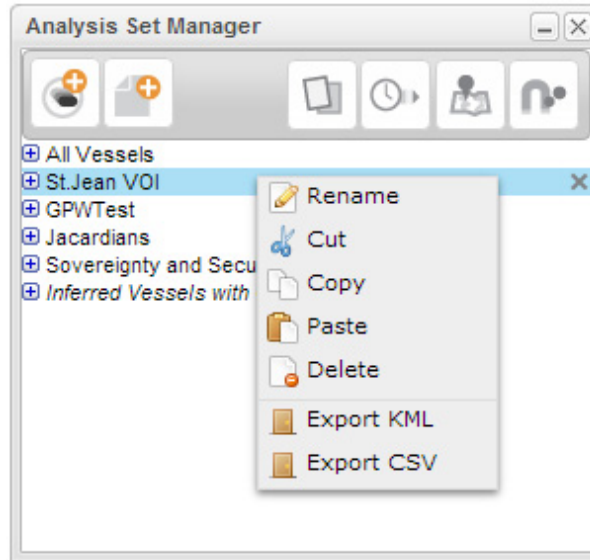 Analysis Set Manager
All Vessels
St.Jean VOI
GPWTest
Jacardians
Sovereignty and Secu
Inferred Vessels with
Rename
Cut
Copy
Paste
Delete
Export KML
Export CSV